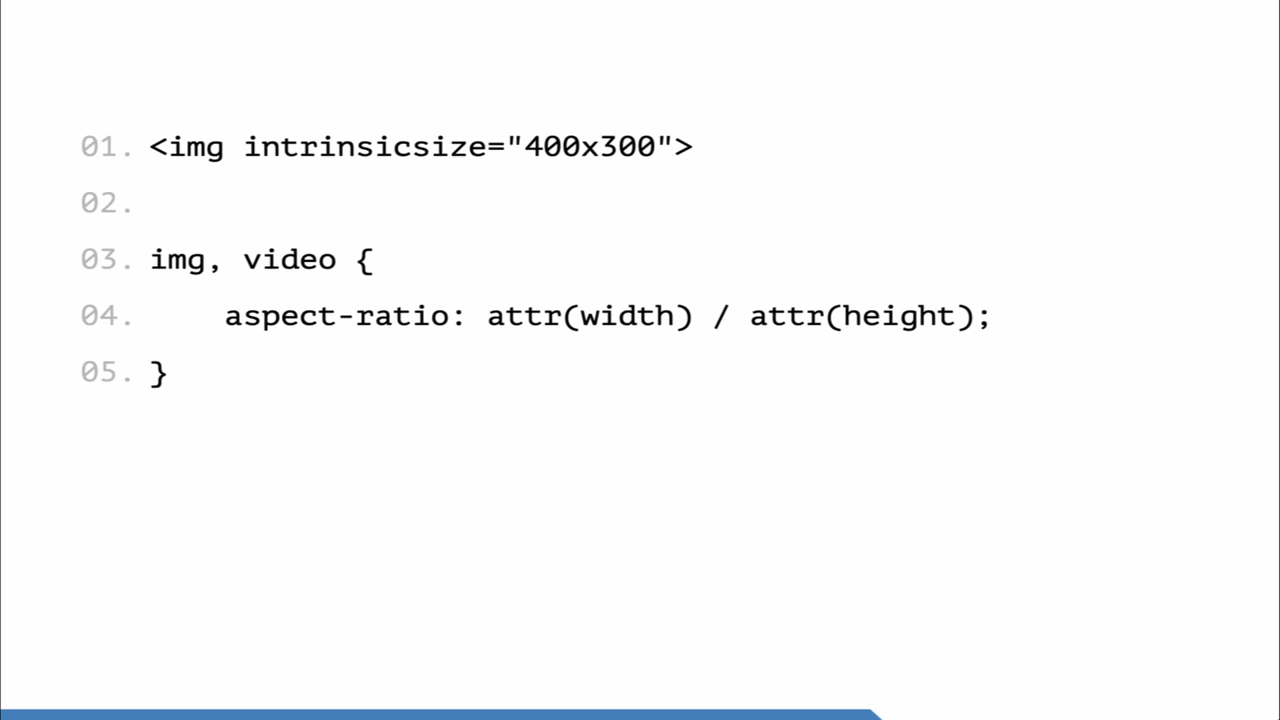 01. <img intrinsicsize="400x300">
02.
03. img, video {
04.     aspect-ratio: attr(width) / attr(height);
05. }